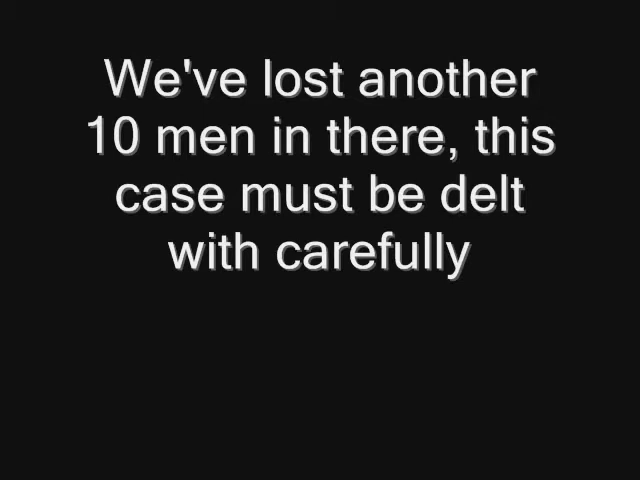 We've lost another
10 men in there, this
case must be delt
with carefully